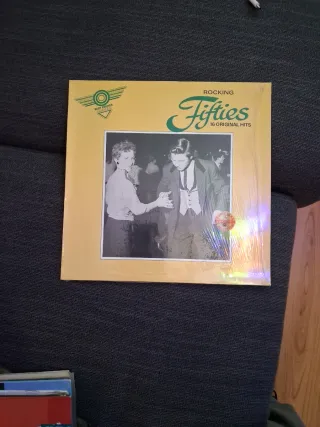 ROCKING
Fifties
16 ORIGINAL HITS